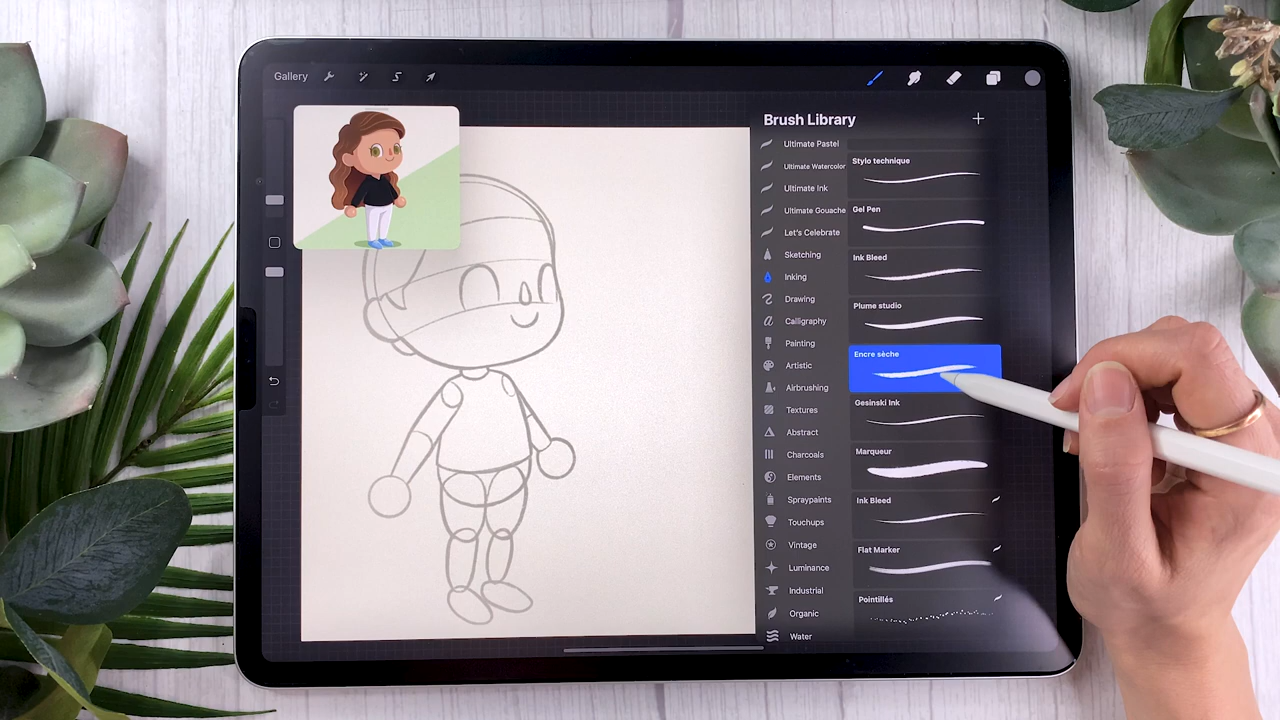 Gallery
Brush Library
Ultimate Pastel
Ultimate Watercolor
Ultimate Ink
Ultimate Gouache
Let's Celebrate
Sketching
Inking
Drawing
Calligraphy
Painting
Artistic
Airbrushing
Textures
Abstract
Charcoals
Elements
Spraypaints
Touchups
Vintage
Luminance
Industrial
Organic
Water
Stylo technique
Gel Pen
Ink Bleed
Plume studio
Encre sèche
Gesinski Ink
Marqueur
Ink Bleed
Flat Marker
Pointillés